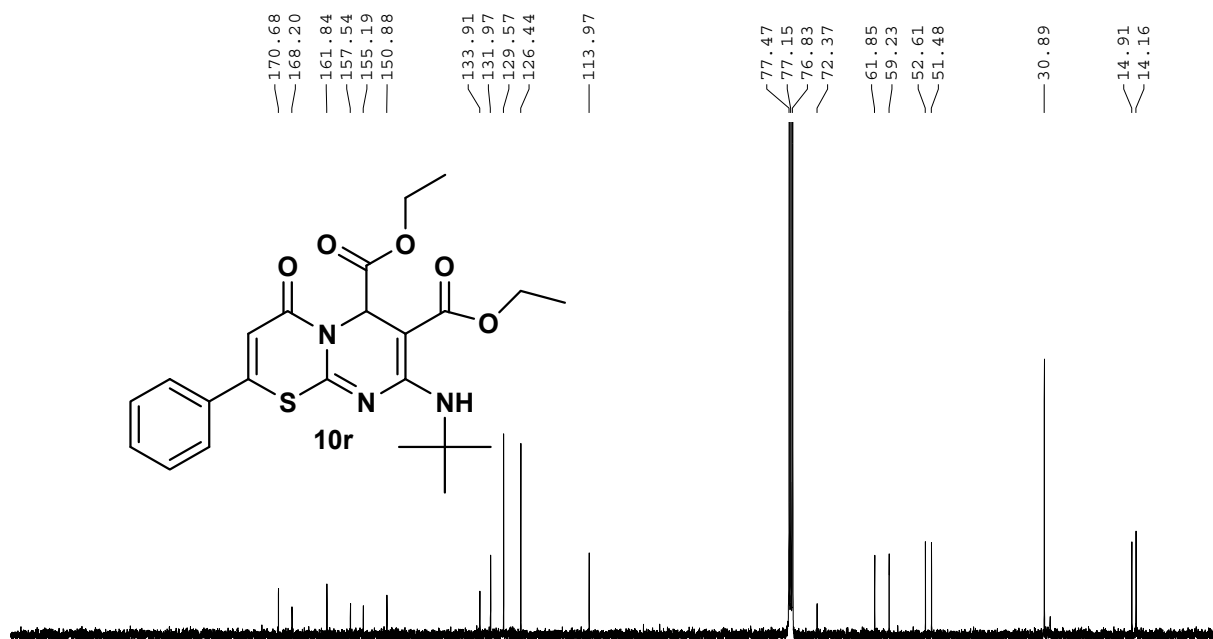 170.68
168.20
161.84
157.54
155.19
150.88
133.91
131.97
129.57
126.44
113.97
77.47
77.15
76.83
72.37
61.85
59.23
52.61
51.48
30.89
14.91
14.16
O
O
O
O
O
N
S
N
NH
10r